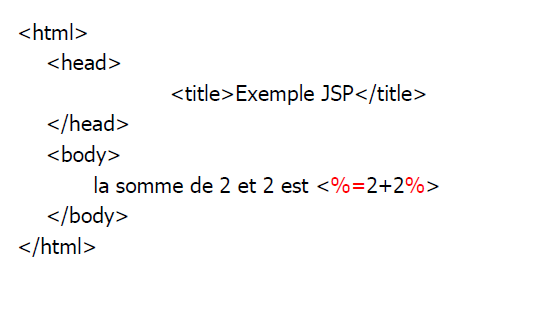 <html>
<head>
<title>Exemple JSP</title>
</head>
<body>
la somme de 2 et 2 est <%=2+2%>
</body>
</html>